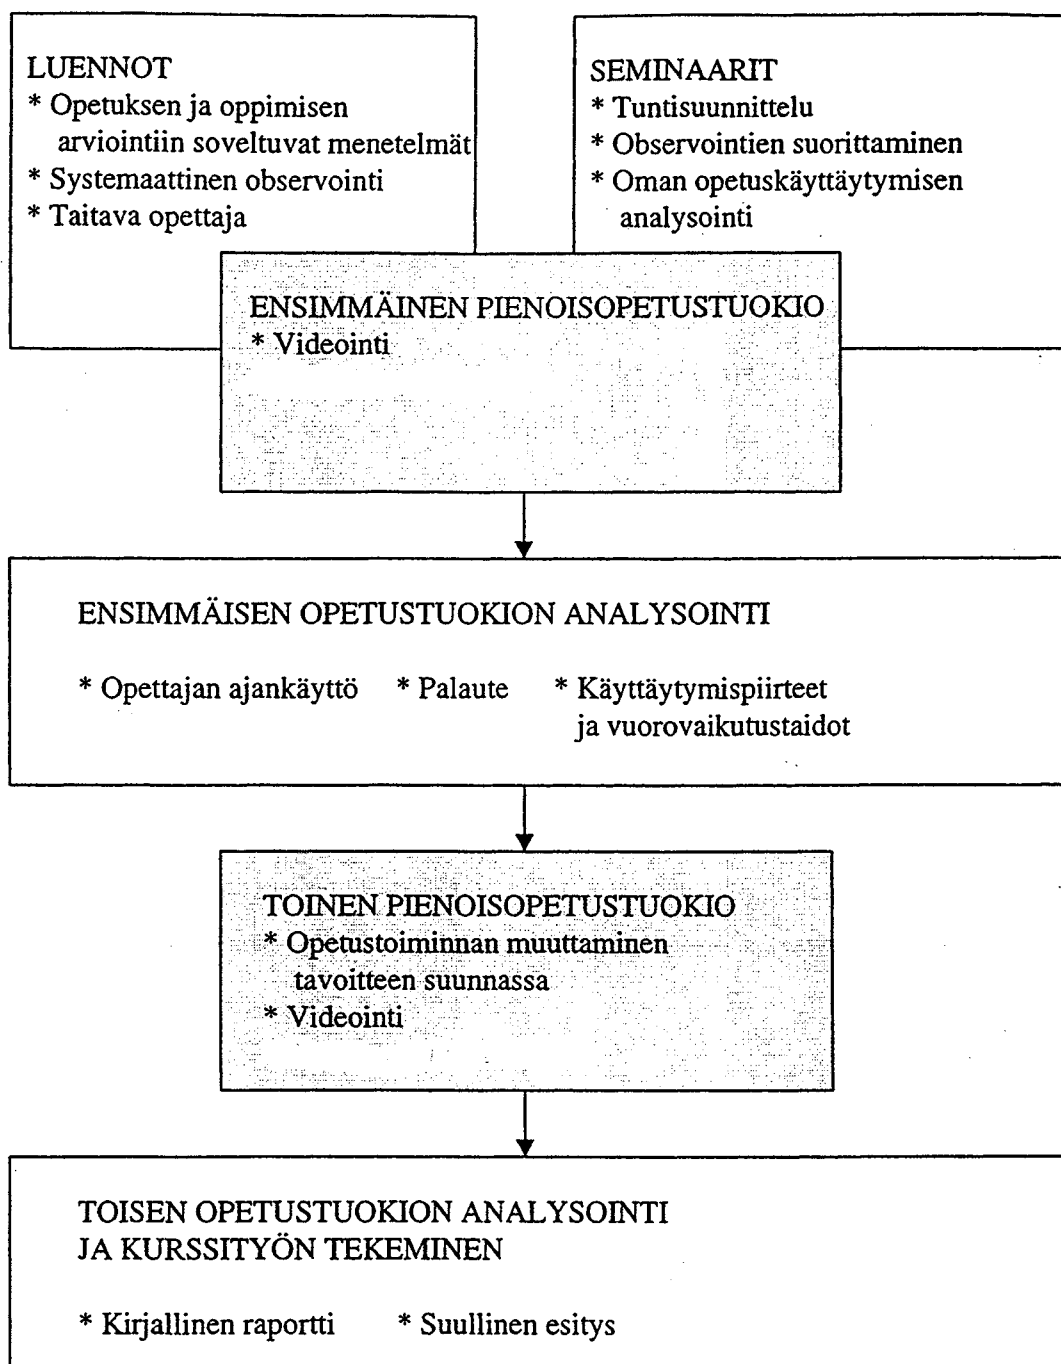 LUENNOT
* Opetuksen ja oppimisen
arviointiin soveltuvat menetelmät
* Systemaattinen observointi
* Taitava opettaja
SEMINAARIT
* Tuntisuunnittelu
* Observointien suorittaminen
* Oman opetuskäyttäytymisen
analysointi
ENSIMMÄINEN PIENOISOPETUSTUOKIO
* Videointi
ENSIMMÄISEN OPETUSTUOKION ANALYSOINTI
* Opettajan ajankäyttö * Palaute * Käyttäytymispiirteet
ja vuorovaikutustaidot
TOINEN PIENOISOPETUSTUOKIO
* Opetustoiminnan muuttaminen
tavoitteen suunnassa
* Videointi
TOISEN OPETUSTUOKION ANALYSOINTI
JA KURSSITYÖN TEKEMINEN
* Kirjallinen raportti * Suullinen esitys